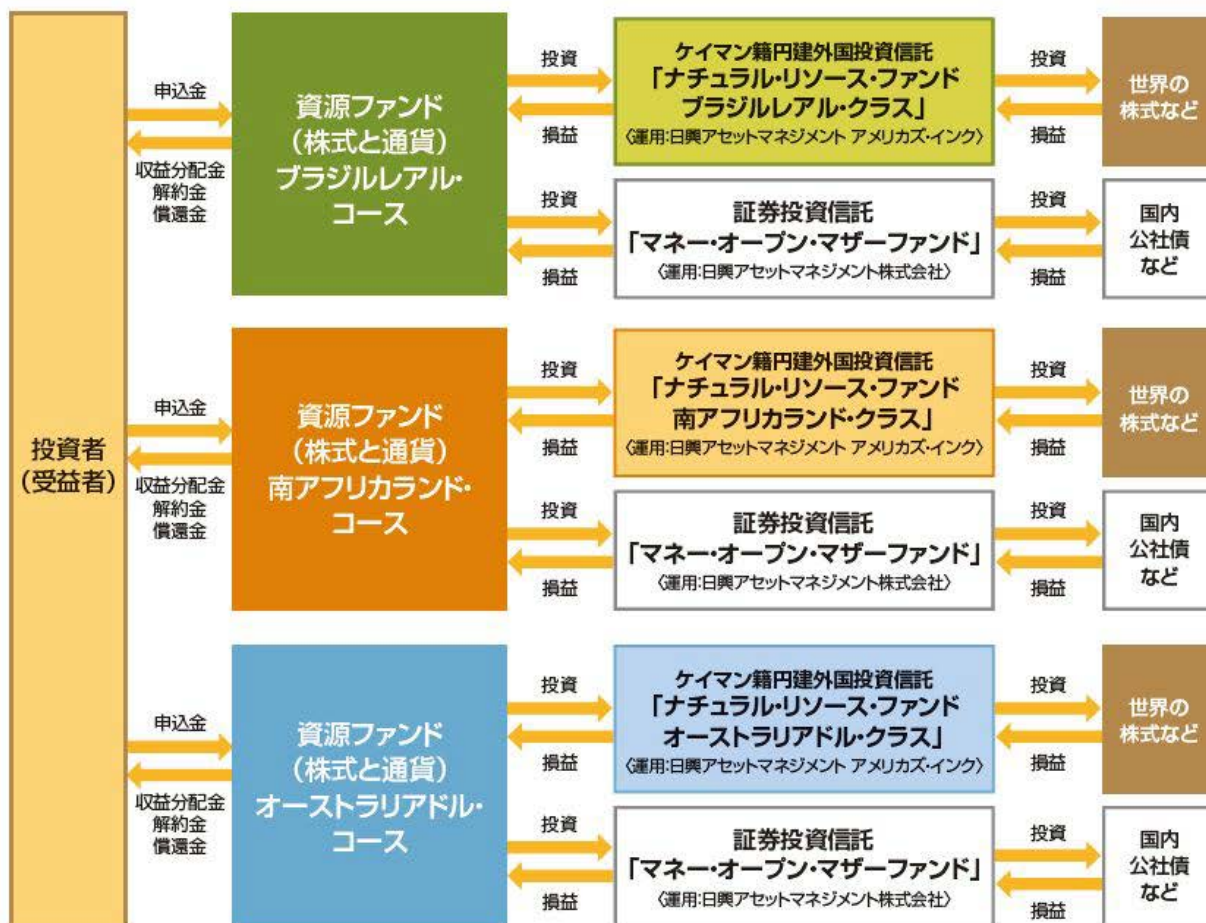 投資者
(受益者)
申込金
収益分配金
解約金
償還金
資源ファンド
(株式と通貨)
ブラジルレアル・
コース
投資
損益
ケイマン籍円建外国投資信託
「ナチュラル・リソース・ファンド
ブラジルレアル・クラス」
〈運用:日興アセットマネジメント アメリカズ・インク〉
投資
損益
世界の
株式など
投資
損益
証券投資信託
「マネー・オープン・マザーファンド」
〈運用:日興アセットマネジメント株式会社〉
投資
損益
国内
公社債
など
申込金
収益分配金
解約金
償還金
資源ファンド
(株式と通貨)
南アフリカランド・
コース
投資
損益
ケイマン籍円建外国投資信託
「ナチュラル・リソース・ファンド
南アフリカランド・クラス」
〈運用:日興アセットマネジメント アメリカズ・インク〉
投資
損益
世界の
株式など
投資
損益
証券投資信託
「マネー・オープン・マザーファンド」
〈運用:日興アセットマネジメント株式会社〉
投資
損益
国内
公社債
など
申込金
収益分配金
解約金
償還金
資源ファンド
(株式と通貨)
オーストラリアドル・
コース
投資
損益
ケイマン籍円建外国投資信託
「ナチュラル・リソース・ファンド
オーストラリアドル・クラス」
〈運用:日興アセットマネジメント アメリカズ・インク〉
投資
損益
世界の
株式など
投資
損益
証券投資信託
「マネー・オープン・マザーファンド」
〈運用:日興アセットマネジメント株式会社〉
投資
損益
国内
公社債
など